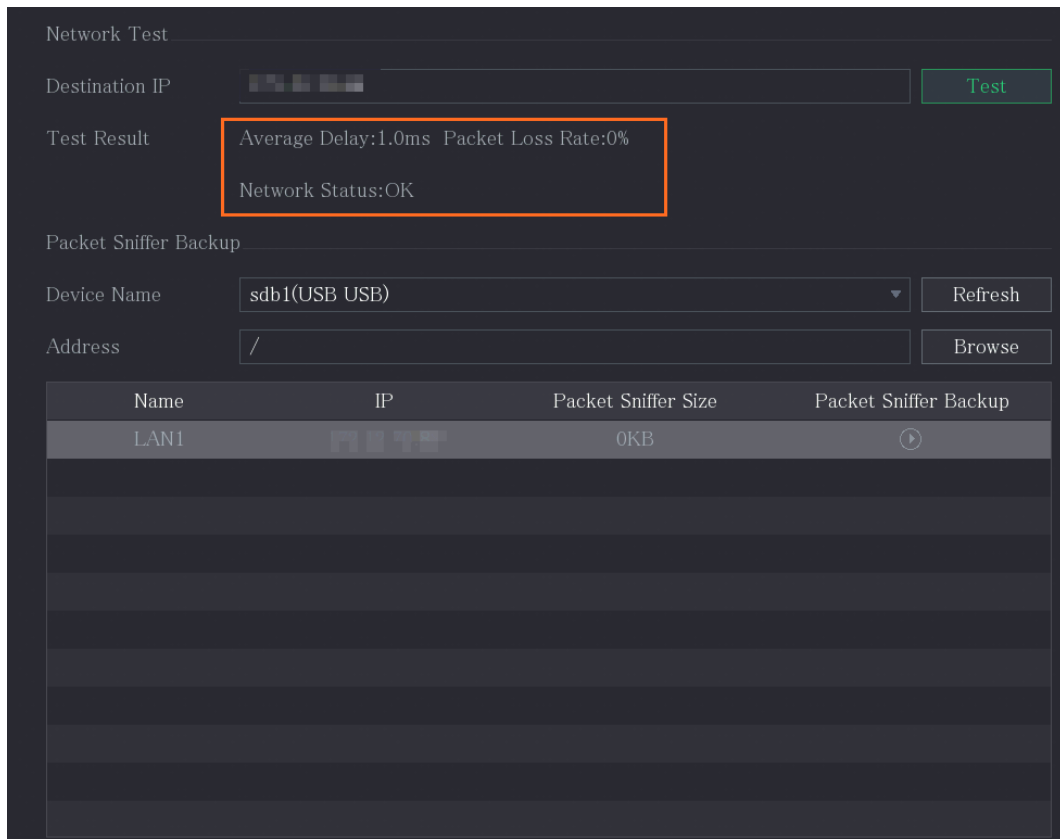 Network Test
Destination IP Test
Test Result Average Delay:1.0ms Packet Loss Rate:0%
Network Status:OK
Packet Sniffer Backup
Device Name sdb1(USB USB) Refresh
Address / Browse
Name IP Packet Sniffer Size Packet Sniffer Backup
LAN1 0KB